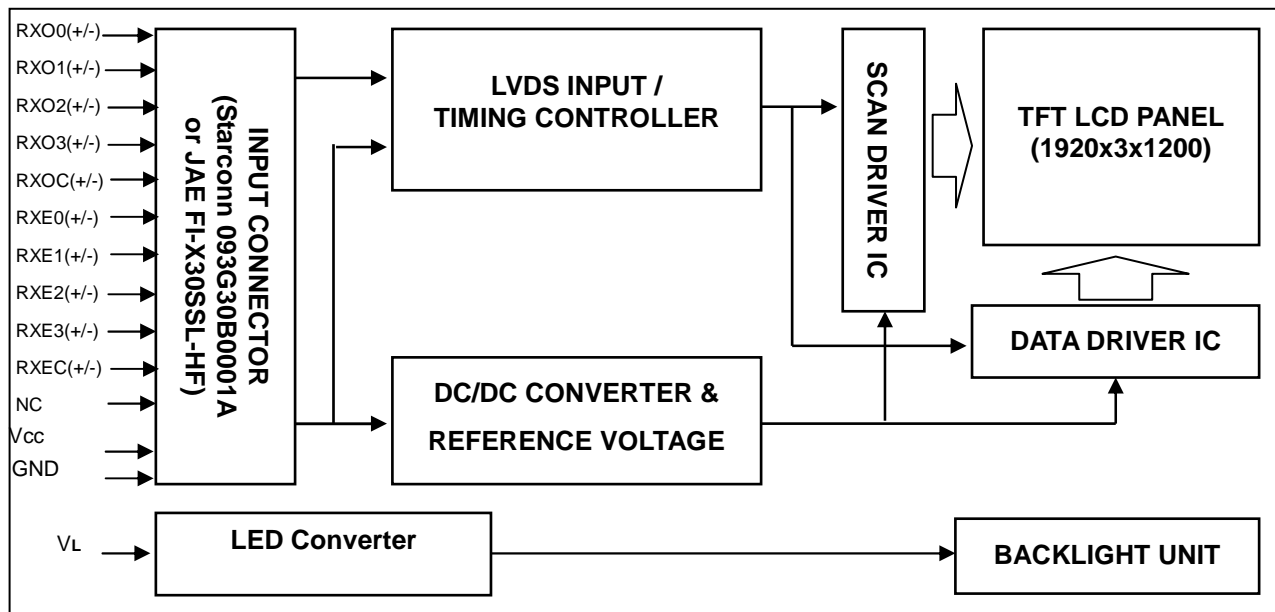 RXO0(+/-)
RXO1(+/-)
RXO2(+/-)
RXO3(+/-)
RXOC(+/-)
RXE0(+/-)
RXE1(+/-)
RXE2(+/-)
RXE3(+/-)
RXEC(+/-)
NC
Vcc
GND
VL
INPUT CONNECTOR
(Starconn 093G30B0001A
or JAE FI-X30SSL-HF)
LVDS INPUT /
TIMING CONTROLLER
DC/DC CONVERTER &
REFERENCE VOLTAGE
LED Converter
SCAN DRIVER IC
TFT LCD PANEL
(1920x3x1200)
DATA DRIVER IC
BACKLIGHT UNIT